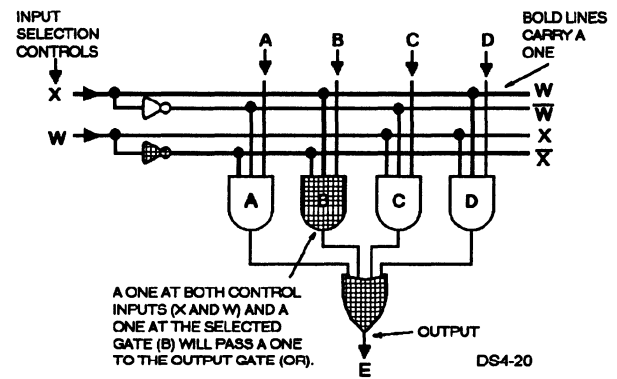 INPUT
SELECTION
CONTROLS
BOLD LINES
CARRY A
ONE
A B C D
X
W
W
W̅
X
X̅
A B C D
A ONE AT BOTH CONTROL
INPUTS (X AND W) AND A
ONE AT THE SELECTED
GATE (B) WILL PASS A ONE
TO THE OUTPUT GATE (OR).
OUTPUT
E
DS4-20